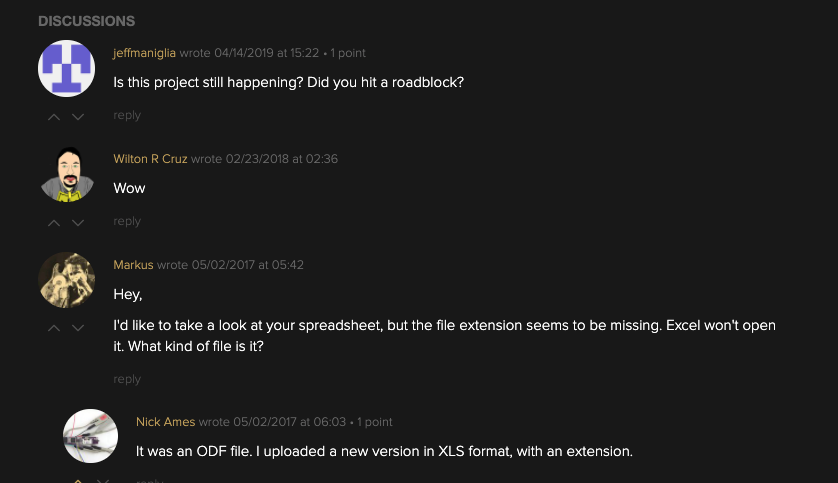 DISCUSSIONS
jeffmaniglia wrote 04/14/2019 at 15:22 • 1 point
Is this project still happening? Did you hit a roadblock?
reply
Wilton R Cruz wrote 02/23/2018 at 02:36
Wow
reply
Markus wrote 05/02/2017 at 05:42
Hey,
I'd like to take a look at your spreadsheet, but the file extension seems to be missing. Excel won't open
it. What kind of file is it?
reply
Nick Ames wrote 05/02/2017 at 06:03 • 1 point
It was an ODF file. I uploaded a new version in XLS format, with an extension.